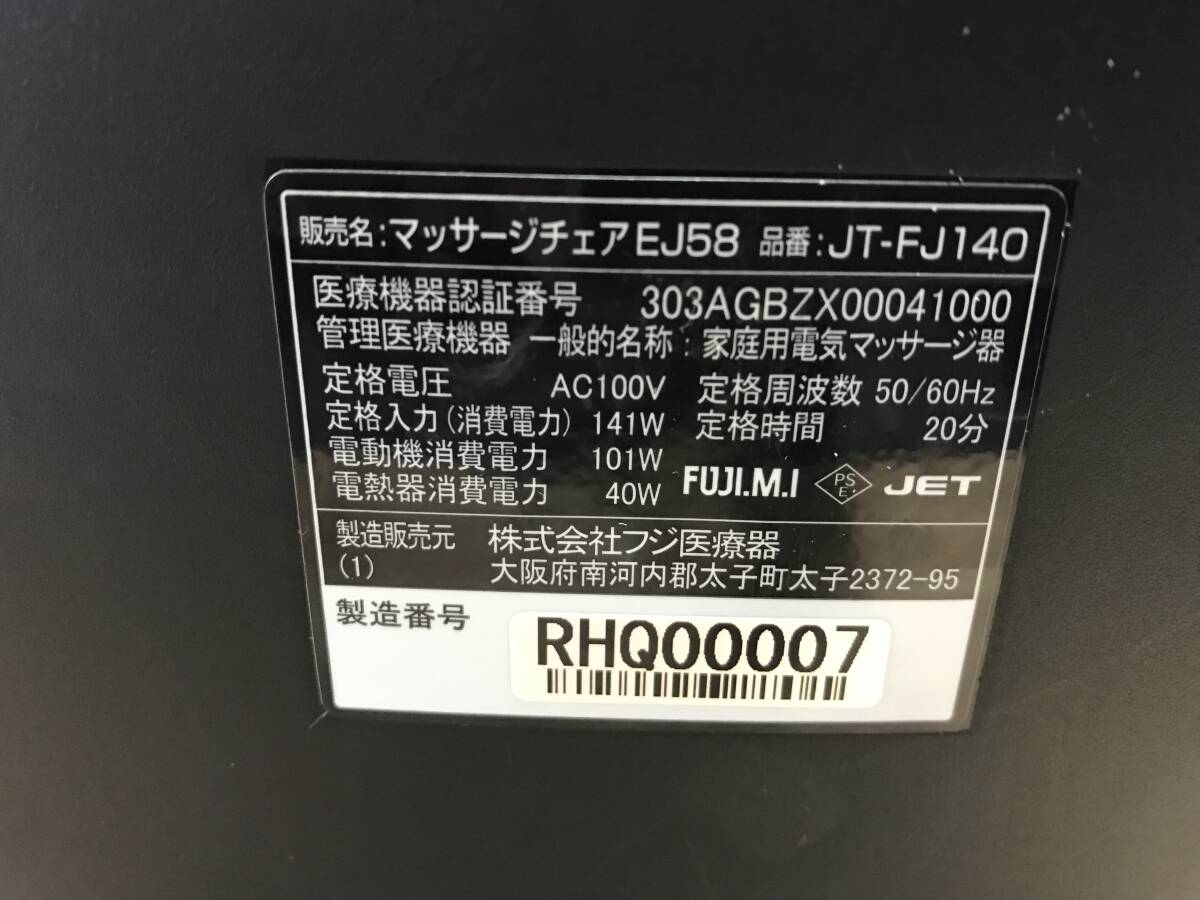 販売名:マッサージチェアEJ58 品番:JT-FJ140
医療機器認証番号 303AGBZX00041000
管理医療機器 一般的名称:家庭用電気マッサージ器
定格電圧 AC100V 定格周波数 50/60Hz
定格入力(消費電力) 141W 定格時間 20分
電動機消費電力 101W
電熱器消費電力 40W FUJI.M.I PS E JET
製造販売元 株式会社フジ医療器
(1) 大阪府南河内郡太子町太子2372-95
製造番号 RHQ00007